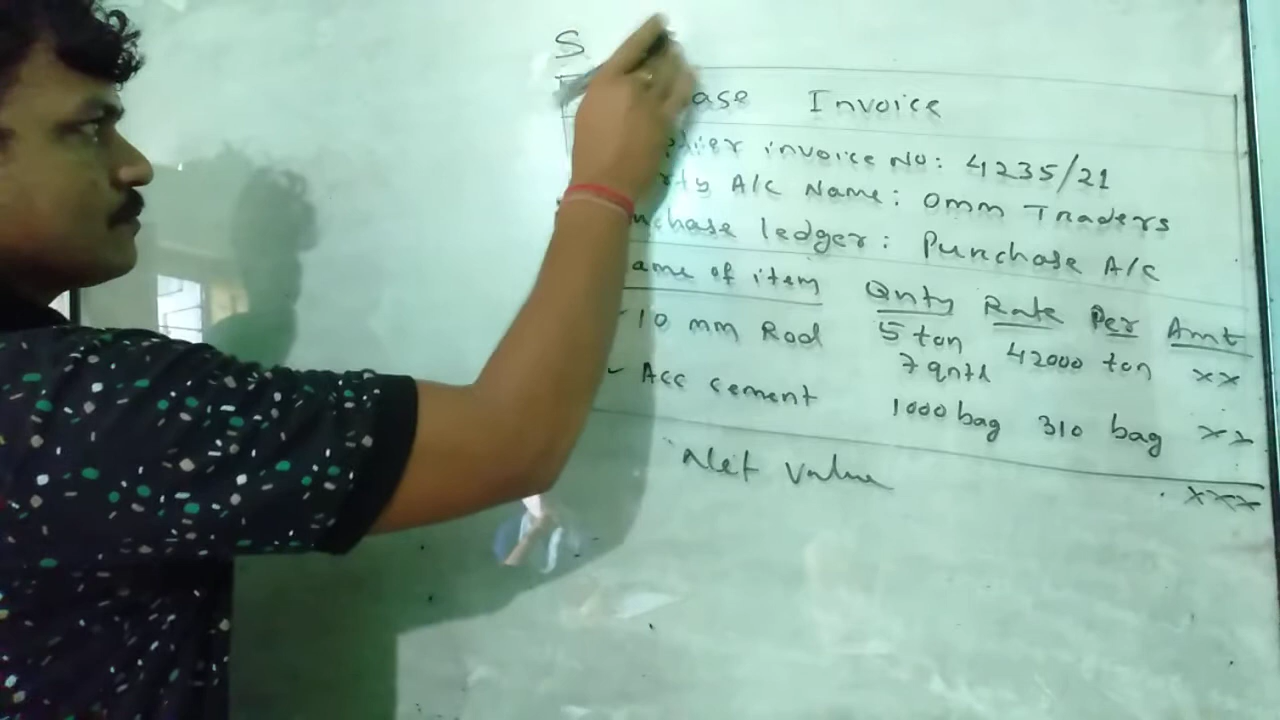 S
ase Invoice
lier invoice No: 4235/21
rty A/c Name: Omm Traders
chase ledger: Purchase A/c
ame of item Qnty Rate Per Amt
10 mm Rod 5 ton 7 qntl 42000 ton xx
Acc cement 1000 bag 310 bag xx
Net value xxx